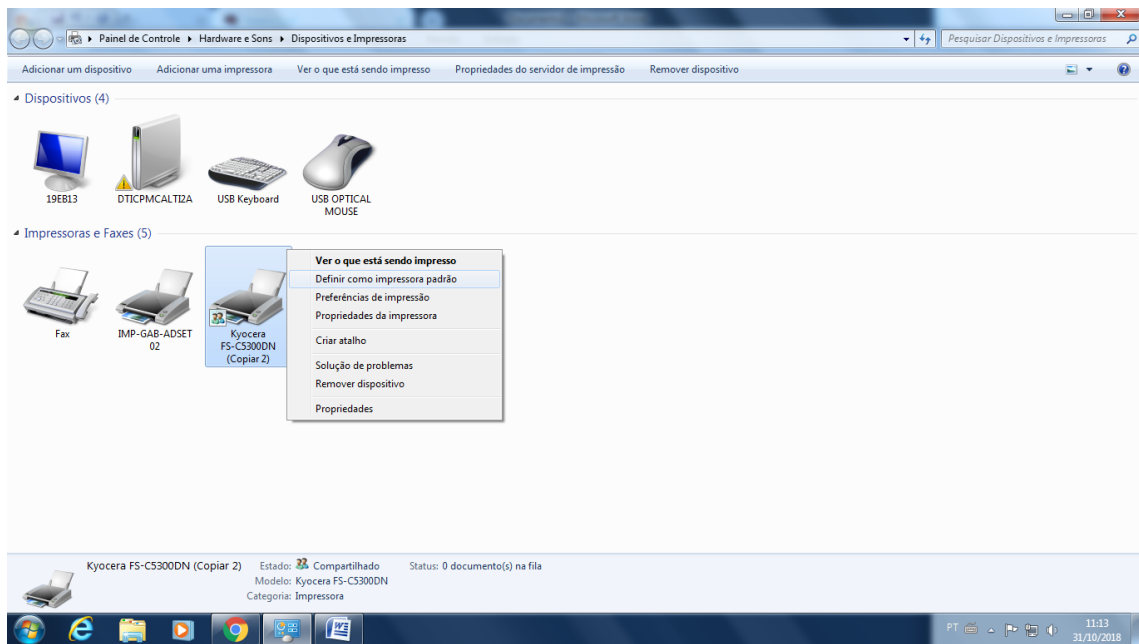 Painel de Controle ▸ Hardware e Sons ▸ Dispositivos e Impressoras
Pesquisar Dispositivos e Impressoras
Adicionar um dispositivo Adicionar uma impressora Ver o que está sendo impresso Propriedades do servidor de impressão Remover dispositivo
Dispositivos (4)
19EB13
DTICPMCALTI2A
USB Keyboard
USB OPTICAL
MOUSE
Impressoras e Faxes (5)
Fax
IMP-GAB-ADSET
02
Kyocera
FS-C5300DN
(Copiar 2)
Ver o que está sendo impresso
Definir como impressora padrão
Preferências de impressão
Propriedades da impressora
Criar atalho
Solução de problemas
Remover dispositivo
Propriedades
Kyocera FS-C5300DN (Copiar 2) Estado: Compartilhado Status: 0 documento(s) na fila
Modelo: Kyocera FS-C5300DN
Categoria: Impressora
PT
11:13
31/10/2018